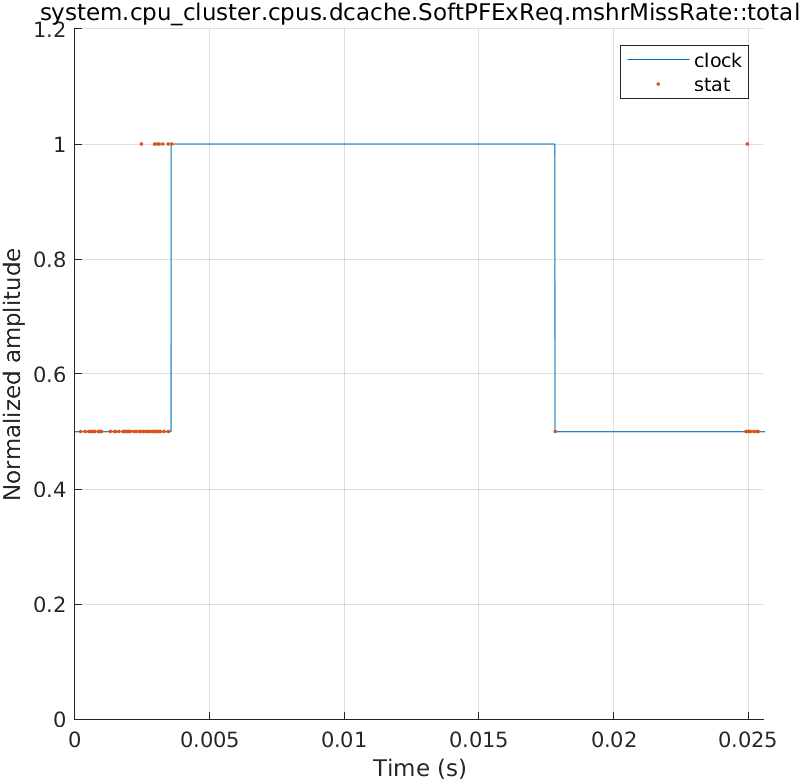 system.cpu_cluster.cpus.dcache.SoftPFExReq.mshrMissRate::total
1.2
clock
stat
1
0.8
0.6
0.4
0.2
0
Normalized amplitude
0
0.005
0.01
0.015
0.02
0.025
Time (s)